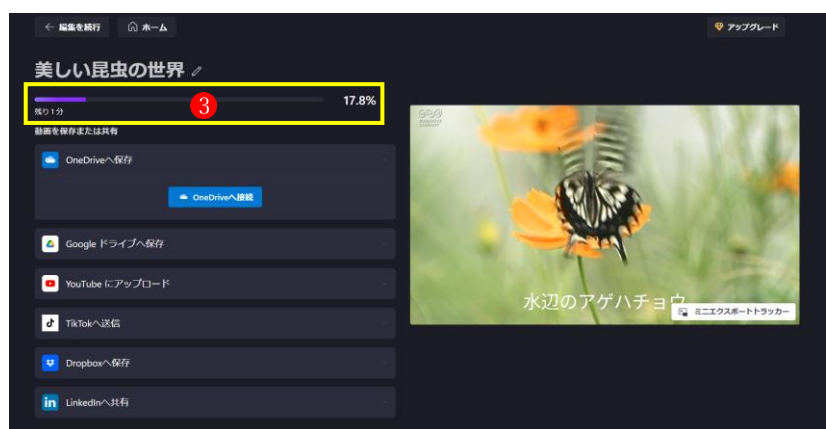 ← 編集を続行
ホーム
アップグレード
美しい昆虫の世界
17.8%
残り1分
3
動画を保存または共有
OneDriveへ保存
OneDriveへ接続
Google ドライブへ保存
YouTube にアップロード
TikTokへ送信
Dropboxへ保存
in LinkedInへ共有
水辺のアゲハチョウ
ミニエクスポートトラッカー